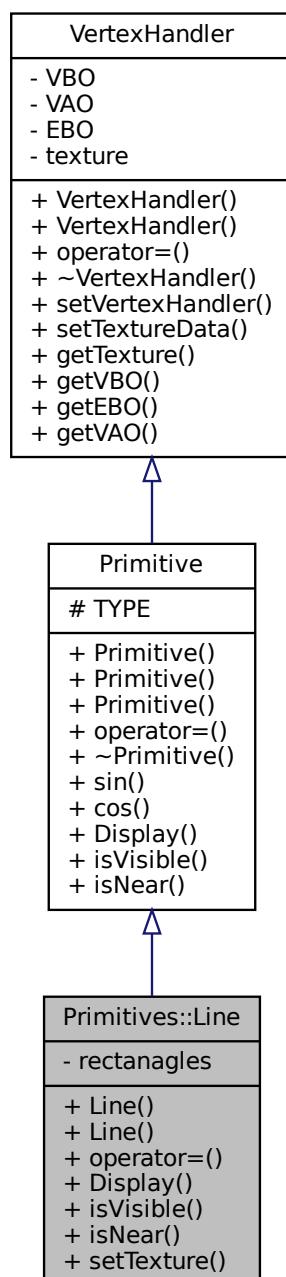 VertexHandler
- VBO
- VAO
- EBO
- texture
+ VertexHandler()
+ VertexHandler()
+ operator=()
+ ~VertexHandler()
+ setVertexHandler()
+ setTextureData()
+ getTexture()
+ getVBO()
+ getEBO()
+ getVAO()
Primitive
# TYPE
+ Primitive()
+ Primitive()
+ Primitive()
+ operator=()
+ ~Primitive()
+ sin()
+ cos()
+ Display()
+ isVisible()
+ isNear()
Primitives::Line
- rectanagles
+ Line()
+ Line()
+ operator=()
+ Display()
+ isVisible()
+ isNear()
+ setTexture()